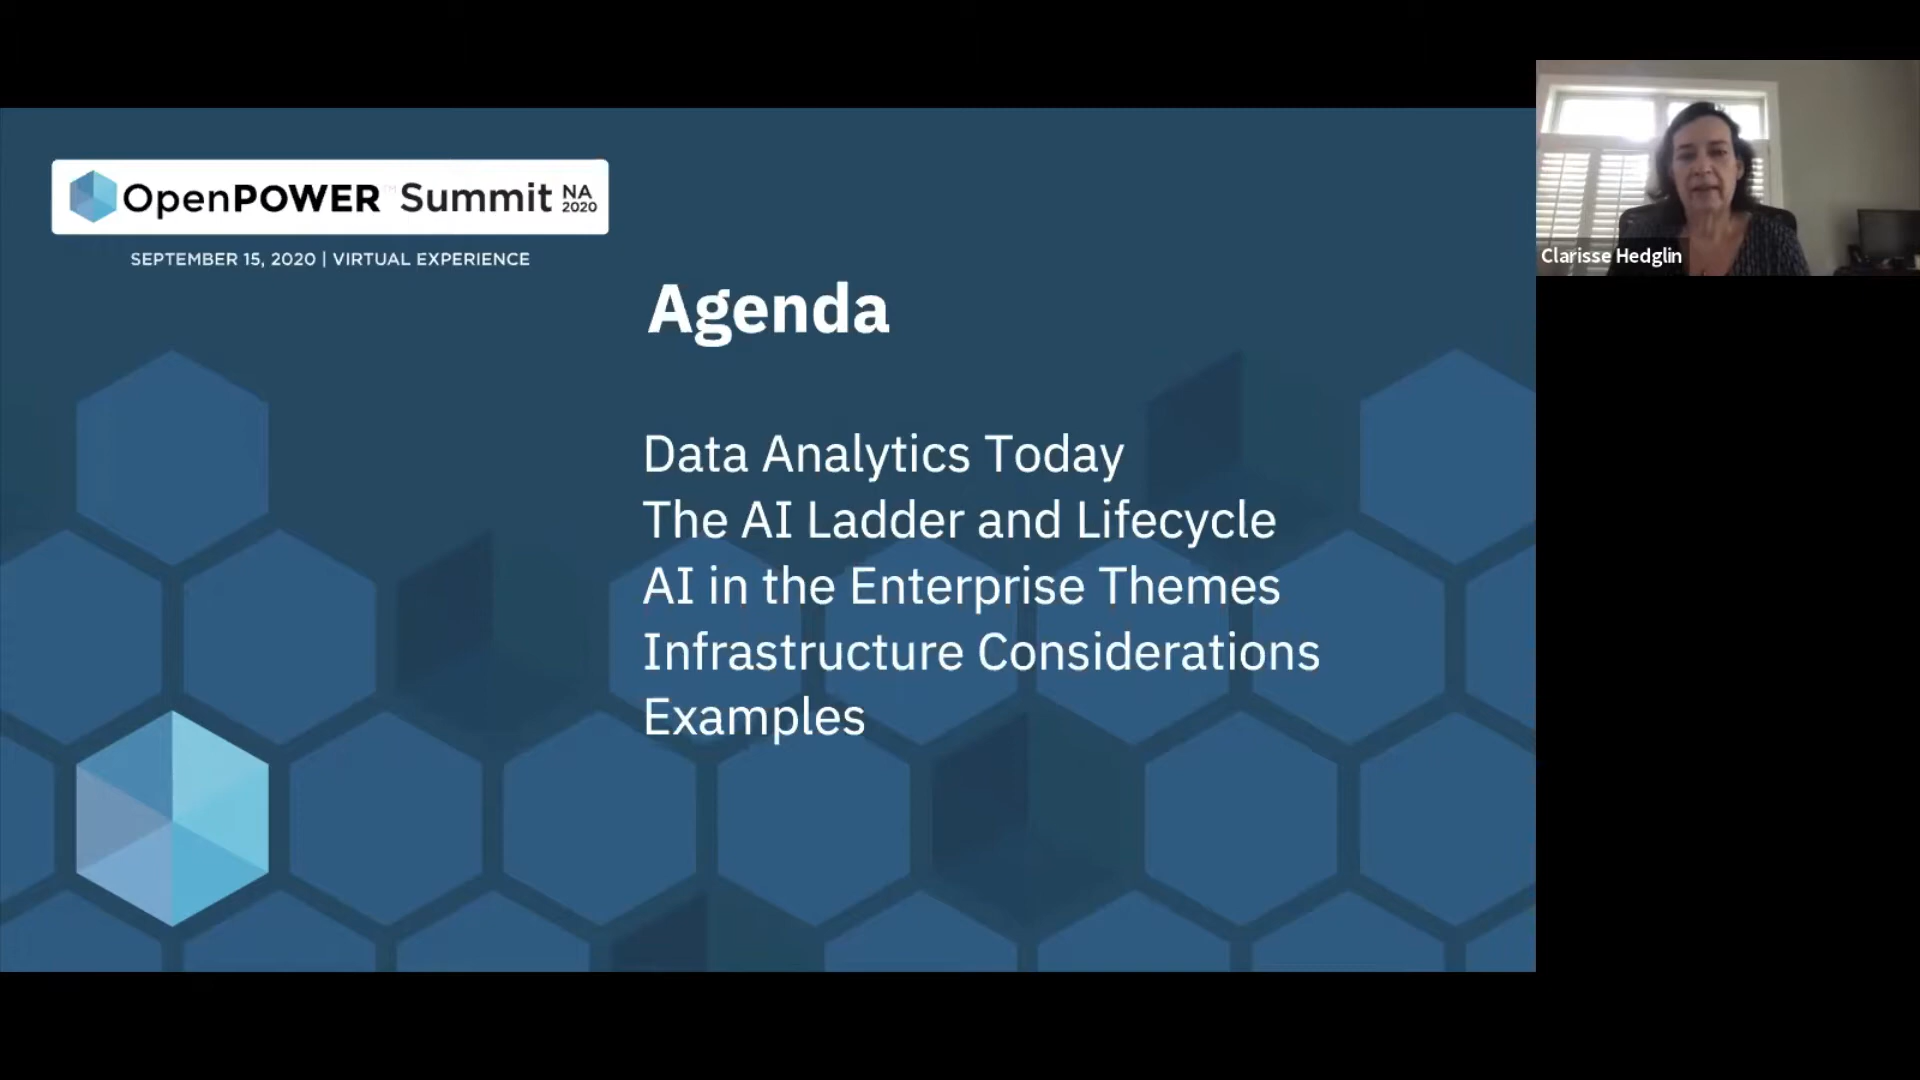 OpenPOWER™ Summit NA 2020
SEPTEMBER 15, 2020 | VIRTUAL EXPERIENCE
Agenda
Data Analytics Today
The AI Ladder and Lifecycle
AI in the Enterprise Themes
Infrastructure Considerations
Examples
Clarisse Hedglin